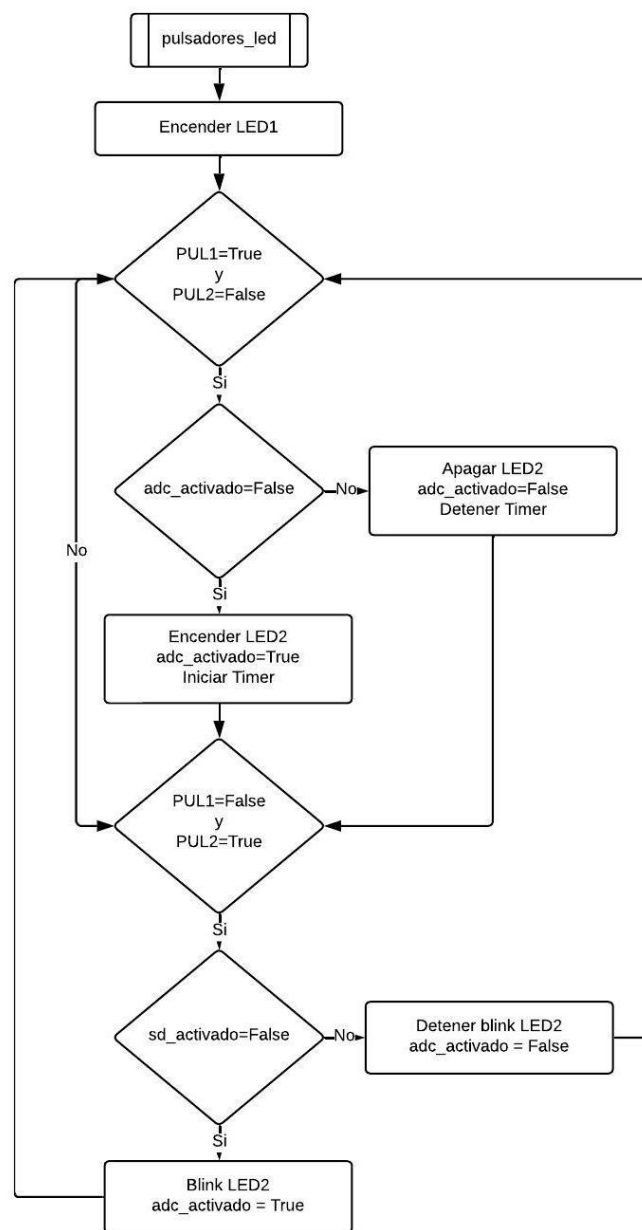 pulsadores_led
Encender LED1
PUL1=True
y
PUL2=False
Si
adc_activado=False
No
Apagar LED2
adc_activado=False
Detener Timer
No
Si
Encender LED2
adc_activado=True
Iniciar Timer
PUL1=False
y
PUL2=True
Si
sd_activado=False
No
Detener blink LED2
adc_activado = False
Si
Blink LED2
adc_activado = True